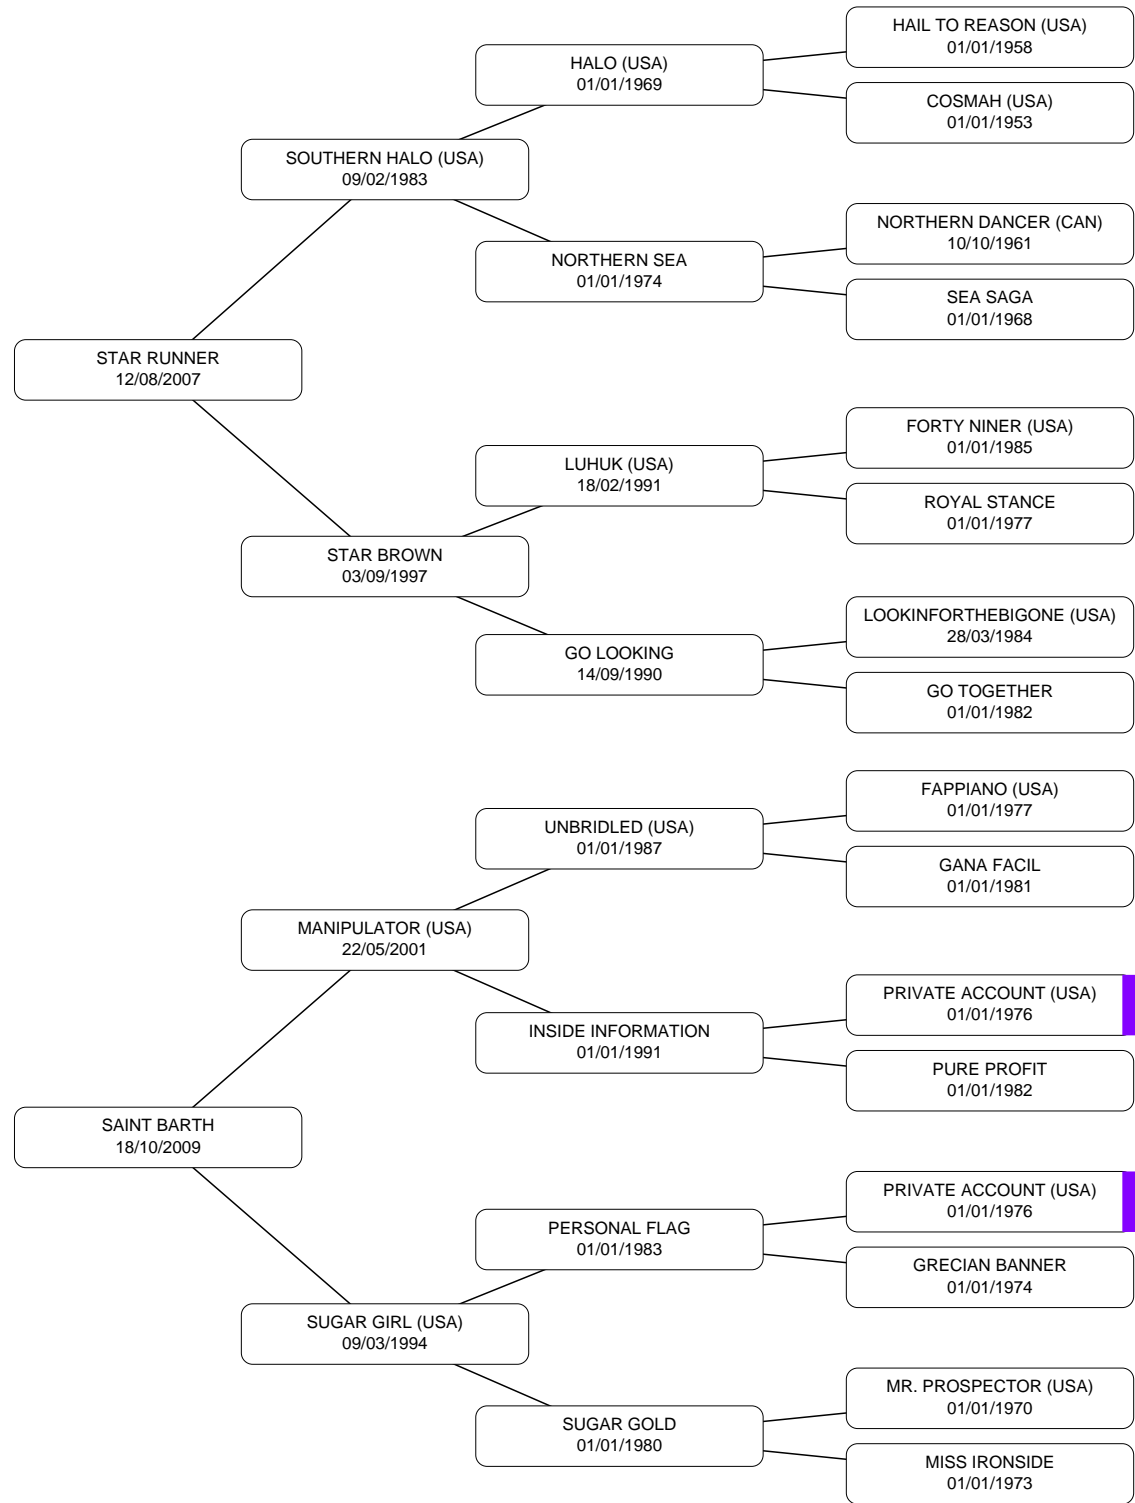 HAIL TO REASON (USA)
01/01/1958
HALO (USA)
01/01/1969
COSMAH (USA)
01/01/1953
SOUTHERN HALO (USA)
09/02/1983
NORTHERN DANCER (CAN)
10/10/1961
NORTHERN SEA
01/01/1974
SEA SAGA
01/01/1968
STAR RUNNER
12/08/2007
FORTY NINER (USA)
01/01/1985
LUHUK (USA)
18/02/1991
ROYAL STANCE
01/01/1977
STAR BROWN
03/09/1997
LOOKINFORTHEBIGONE (USA)
28/03/1984
GO LOOKING
14/09/1990
GO TOGETHER
01/01/1982
FAPPIANO (USA)
01/01/1977
UNBRIDLED (USA)
01/01/1987
GANA FACIL
01/01/1981
MANIPULATOR (USA)
22/05/2001
PRIVATE ACCOUNT (USA)
01/01/1976
INSIDE INFORMATION
01/01/1991
PURE PROFIT
01/01/1982
SAINT BARTH
18/10/2009
PRIVATE ACCOUNT (USA)
01/01/1976
PERSONAL FLAG
01/01/1983
GRECIAN BANNER
01/01/1974
SUGAR GIRL (USA)
09/03/1994
MR. PROSPECTOR (USA)
01/01/1970
SUGAR GOLD
01/01/1980
MISS IRONSIDE
01/01/1973